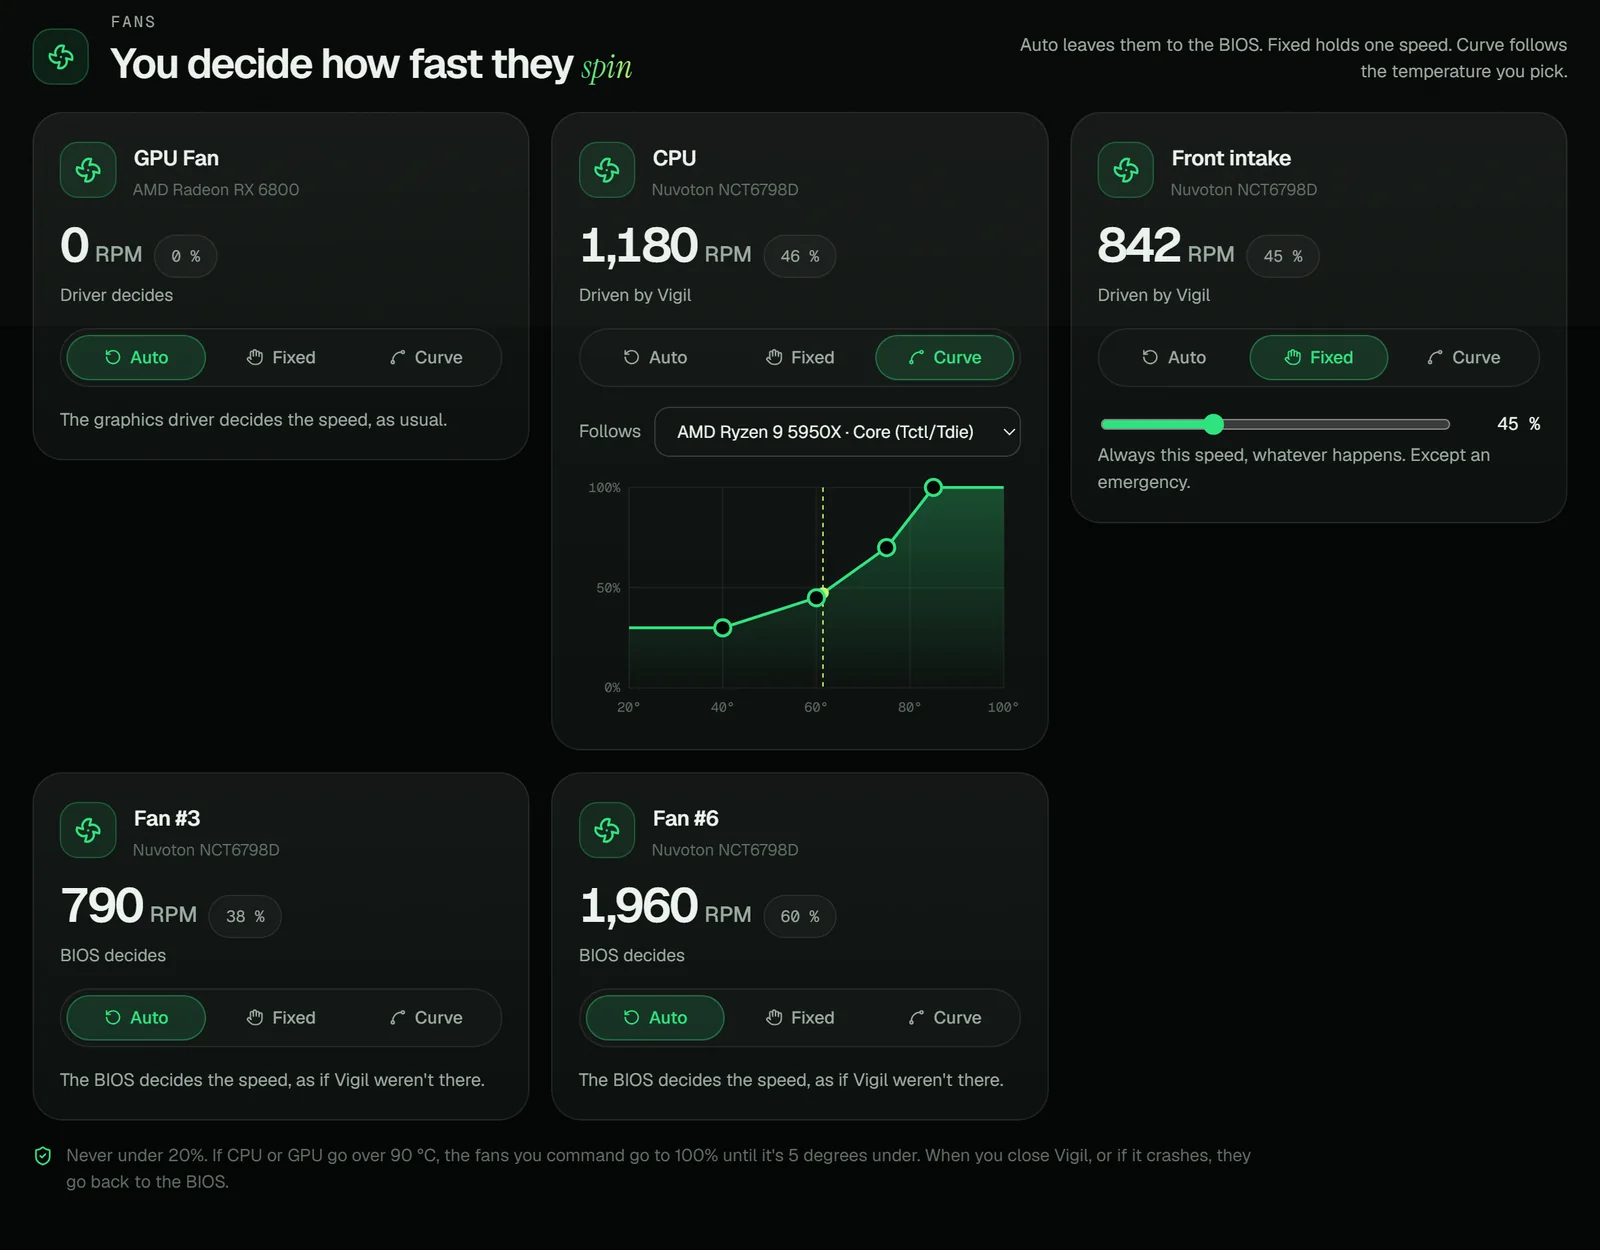 FANS
You decide how fast they spin
Auto leaves them to the BIOS. Fixed holds one speed. Curve follows
the temperature you pick.
GPU Fan
AMD Radeon RX 6800
0 RPM 0 %
Driver decides
Auto Fixed Curve
The graphics driver decides the speed, as usual.
CPU
Nuvoton NCT6798D
1,180 RPM 46 %
Driven by Vigil
Auto Fixed Curve
Follows AMD Ryzen 9 5950X · Core (Tctl/Tdie)
100%
50%
0%
20° 40° 60° 80° 100°
Front intake
Nuvoton NCT6798D
842 RPM 45 %
Driven by Vigil
Auto Fixed Curve
45 %
Always this speed, whatever happens. Except an
emergency.
Fan #3
Nuvoton NCT6798D
790 RPM 38 %
BIOS decides
Auto Fixed Curve
The BIOS decides the speed, as if Vigil weren't there.
Fan #6
Nuvoton NCT6798D
1,960 RPM 60 %
BIOS decides
Auto Fixed Curve
The BIOS decides the speed, as if Vigil weren't there.
Never under 20%. If CPU or GPU go over 90 °C, the fans you command go to 100% until it's 5 degrees under. When you close Vigil, or if it crashes, they
go back to the BIOS.